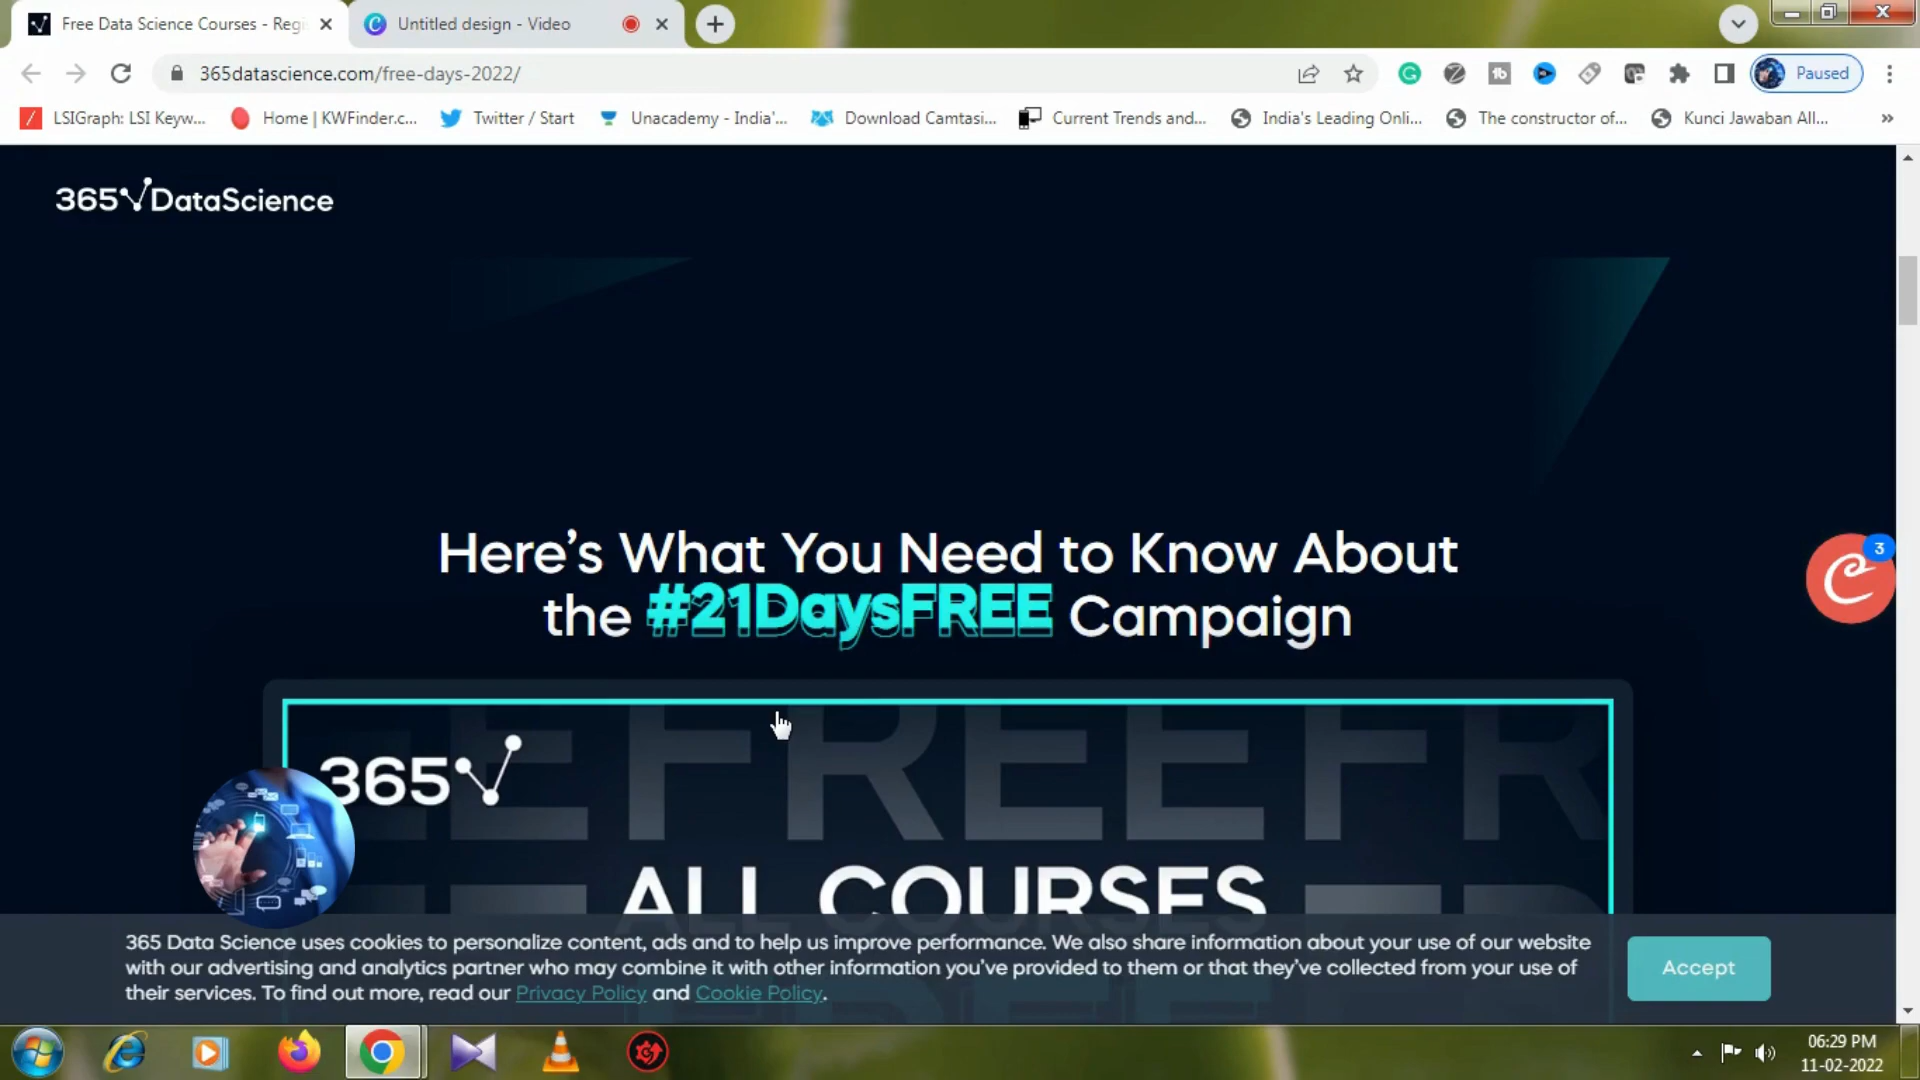 Free Data Science Courses - Regi
Untitled design - Video
365datascience.com/free-days-2022/
Paused
LSIGraph: LSI Keyw...
Home | KWFinder.c...
Twitter / Start
Unacademy - India'...
Download Camtasi...
Current Trends and...
India's Leading Onli...
The constructor of...
Kunci Jawaban All...
365 DataScience
Here's What You Need to Know About
the #21DaysFREE Campaign
3
EFREEFR
365
ALL COURSES
365 Data Science uses cookies to personalize content, ads and to help us improve performance. We also share information about your use of our website
with our advertising and analytics partner who may combine it with other information you've provided to them or that they've collected from your use of
their services. To find out more, read our Privacy Policy and Cookie Policy.
Accept
06:29 PM
11-02-2022